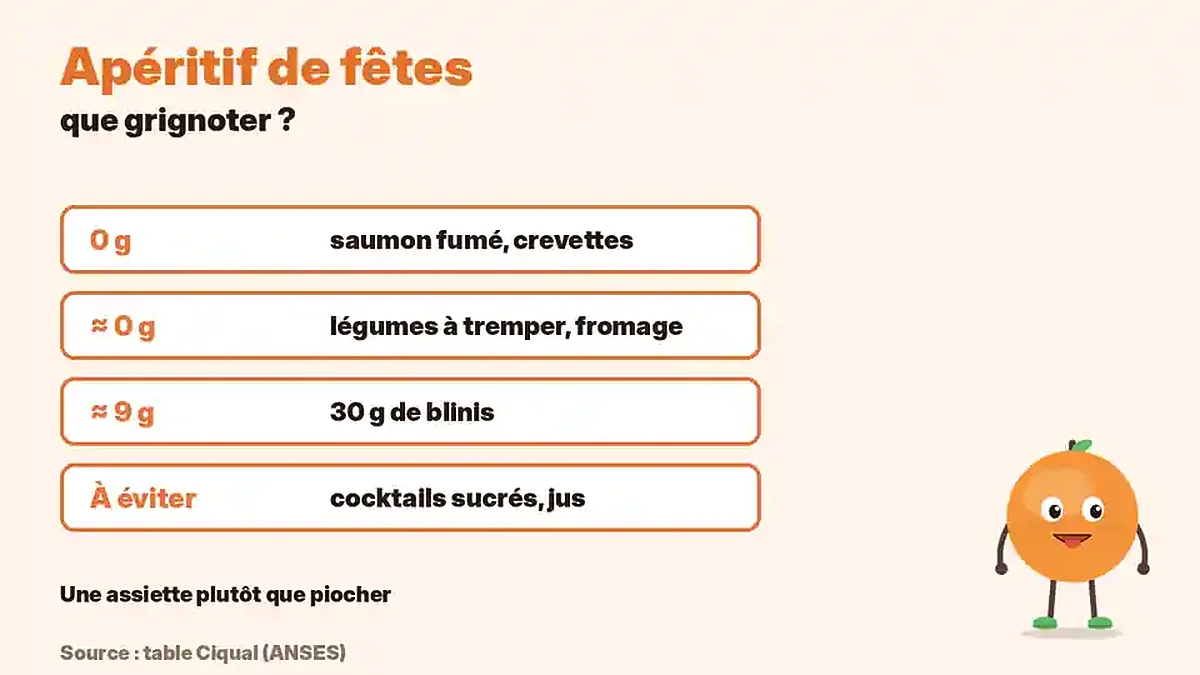 Apéritif de fêtes
que grignoter ?
0 g saumon fumé, crevettes
≈ 0 g légumes à tremper, fromage
≈ 9 g 30 g de blinis
À éviter cocktails sucrés, jus
Une assiette plutôt que piocher
Source : table Ciqual (ANSES)